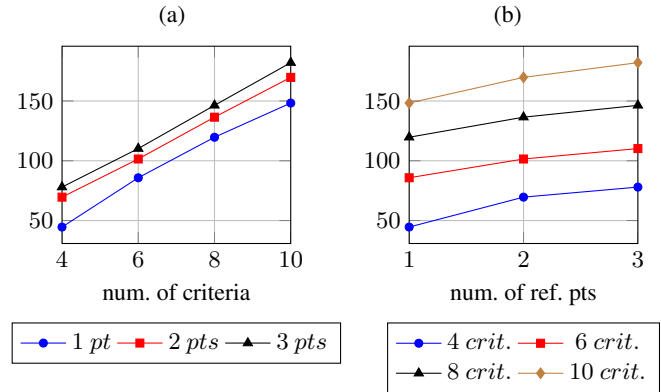 (a)
150
100
50
4 6 8 10
num. of criteria
1 pt 2 pts 3 pts
(b)
150
100
50
1 2 3
num. of ref. pts
4 crit. 6 crit.
8 crit. 10 crit.